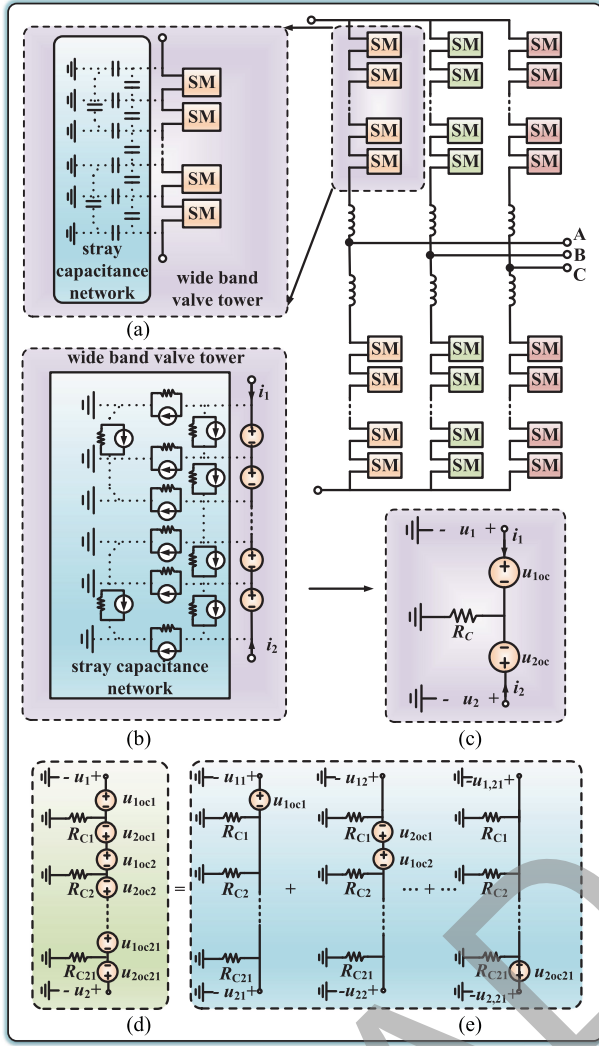 SM SM SM
SM SM SM
SM SM SM
SM SM SM
SM
SM
SM
SM
stray
capacitance
network
wide band
valve tower
(a)
A
B
C
SM SM SM
SM SM SM
SM SM SM
SM SM SM
wide band valve tower
i1
i2
stray capacitance
network
(b)
- u1 + i1
+
-
u1oc
RC
+
-
u2oc
- u2 + i2
(c)
- u1+
u1oc1
RC1
u2oc1
u1oc2
RC2
u2oc2
u1oc21
RC21
u2oc21
- u2+
(d)
=
- u11+
u1oc1
RC1
RC2
RC21
- u21+
+
- u12+
RC1
u2oc1
u1oc2
RC2
RC21
-u22+
... + ...
-u1,21+
RC1
RC2
RC21
u2oc21
-u2,21+
(e)